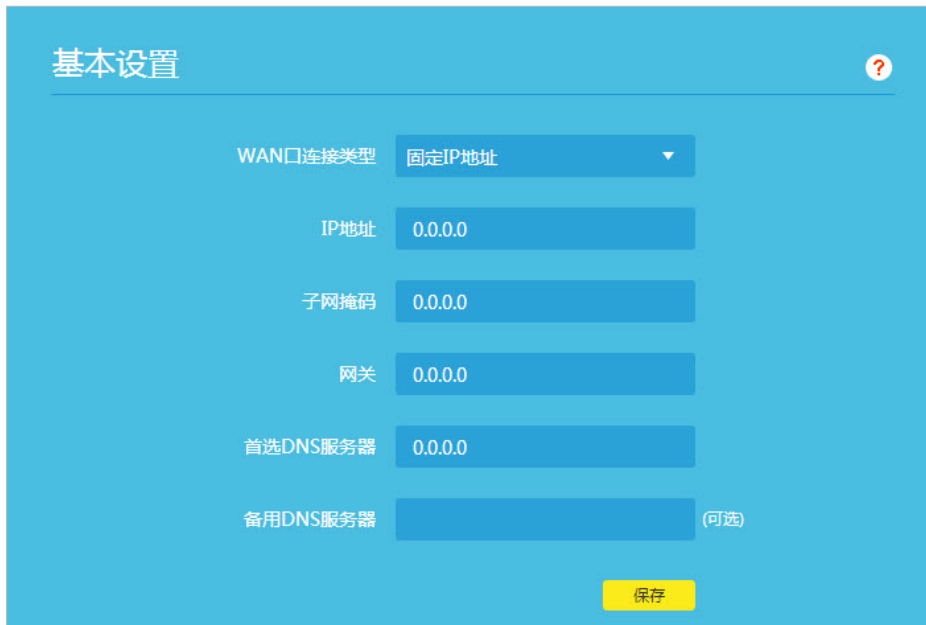 基本设置
?
WAN口连接类型 固定IP地址
IP地址 0.0.0.0
子网掩码 0.0.0.0
网关 0.0.0.0
首选DNS服务器 0.0.0.0
备用DNS服务器 (可选)
保存